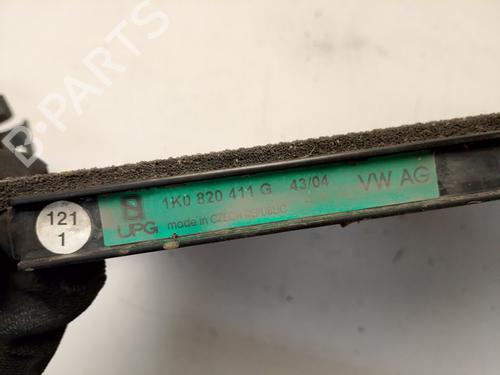 B-PARTS
1K0 820 411 G 43/04 VW AG
UPG made in CZECH REPUBLIC
121
1